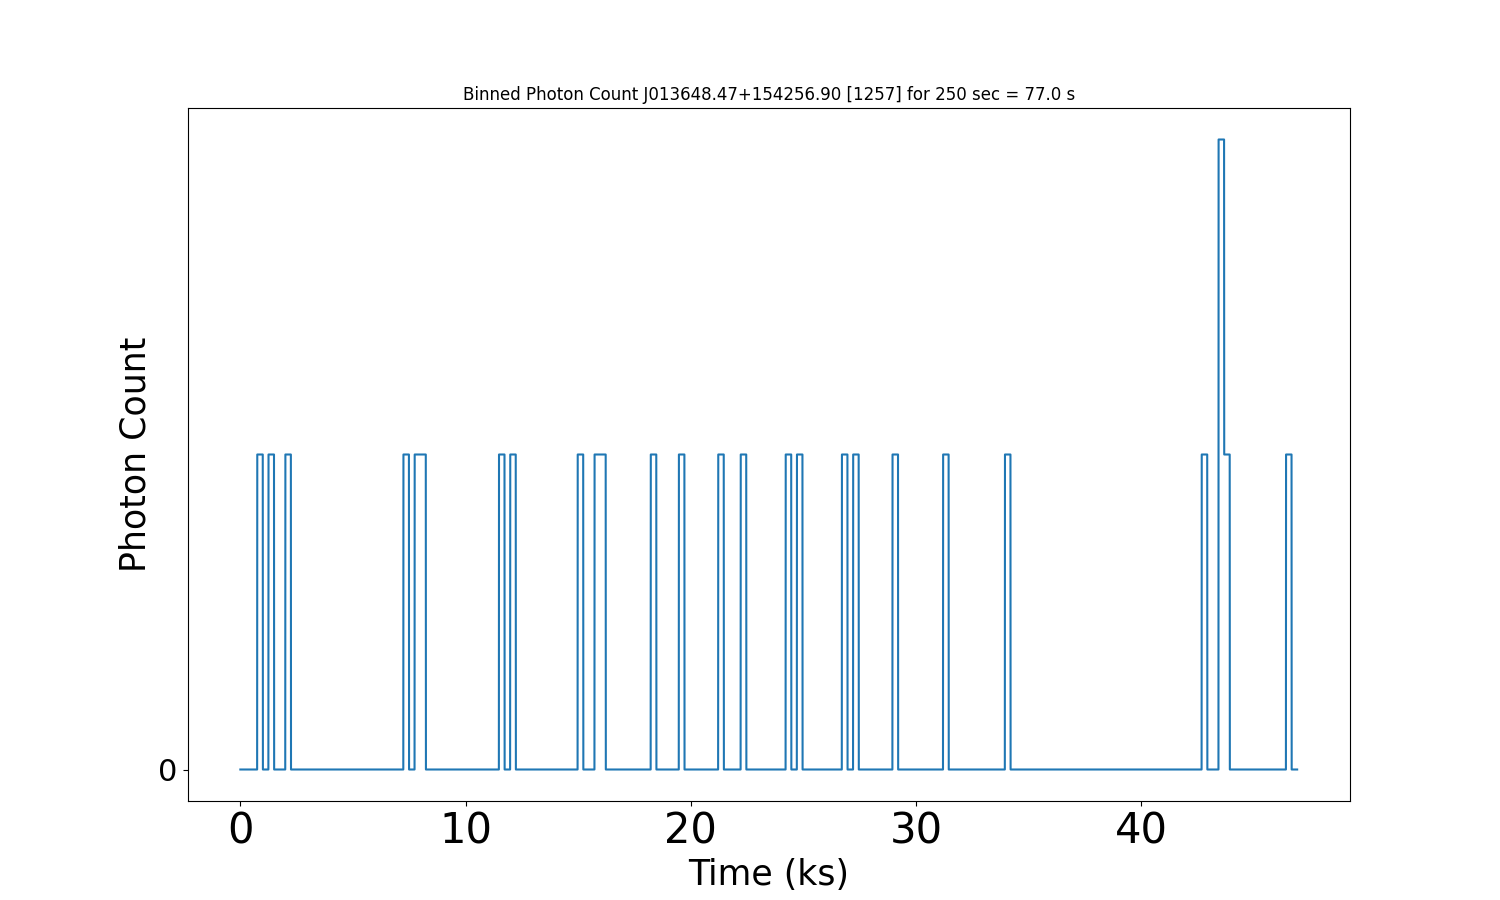 Binned Photon Count J013648.47+154256.90 [1257] for 250 sec = 77.0 s
Photon Count
0
0 10 20 30 40
Time (ks)